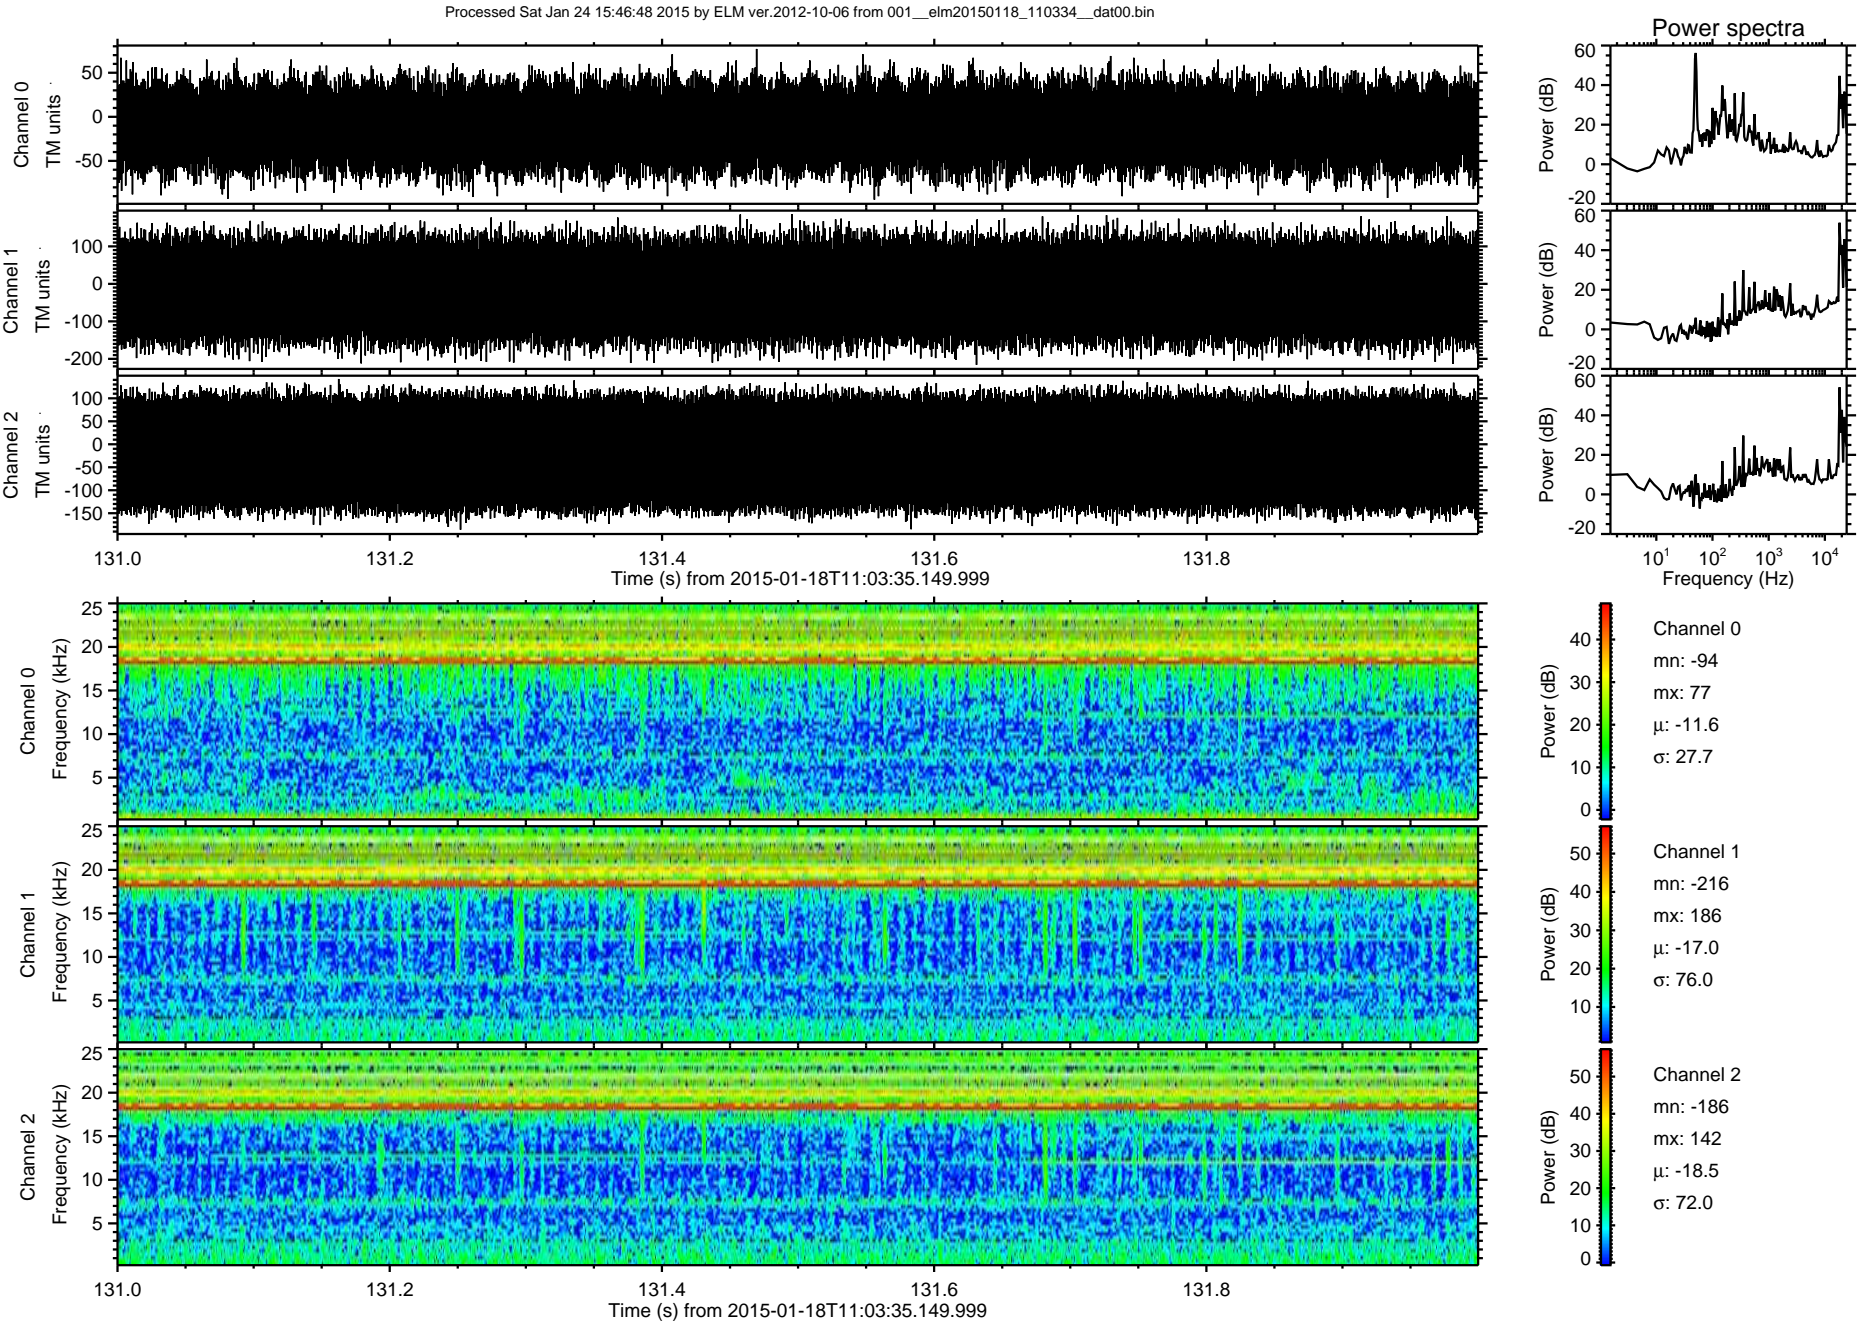 Processed Sat Jan 24 15:46:48 2015 by ELM ver.2012-10-06 from 001__elm20150118_110334__dat00.bin
Power spectra
Channel 0
TM units
50
0
-50
Power (dB)
60
40
20
0
-20
Channel 1
TM units
100
0
-100
-200
Power (dB)
60
40
20
0
-20
Channel 2
TM units
100
50
0
-50
-100
-150
Power (dB)
60
40
20
0
-20
131.0 131.2 131.4 131.6 131.8
Time (s) from 2015-01-18T11:03:35.149.999
10^1 10^2 10^3 10^4
Frequency (Hz)
Channel 0
Frequency (kHz)
25
20
15
10
5
Power (dB)
40
30
20
10
0
Channel 0
mn: -94
mx: 77
μ: -11.6
σ: 27.7
Channel 1
Frequency (kHz)
25
20
15
10
5
Power (dB)
50
40
30
20
10
Channel 1
mn: -216
mx: 186
μ: -17.0
σ: 76.0
Channel 2
Frequency (kHz)
25
20
15
10
5
Power (dB)
50
40
30
20
10
0
Channel 2
mn: -186
mx: 142
μ: -18.5
σ: 72.0
131.0 131.2 131.4 131.6 131.8
Time (s) from 2015-01-18T11:03:35.149.999